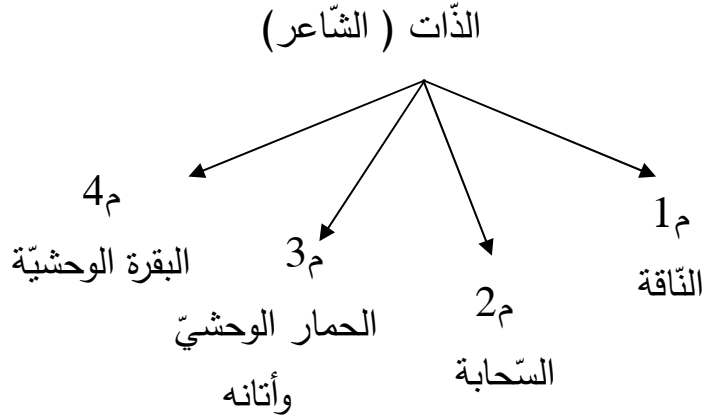 الذّات ( الشّاعر)
م1
النّاقة
م2
السّحابة
م3
الحمار الوحشيّ
وأتانه
م4
البقرة الوحشيّة